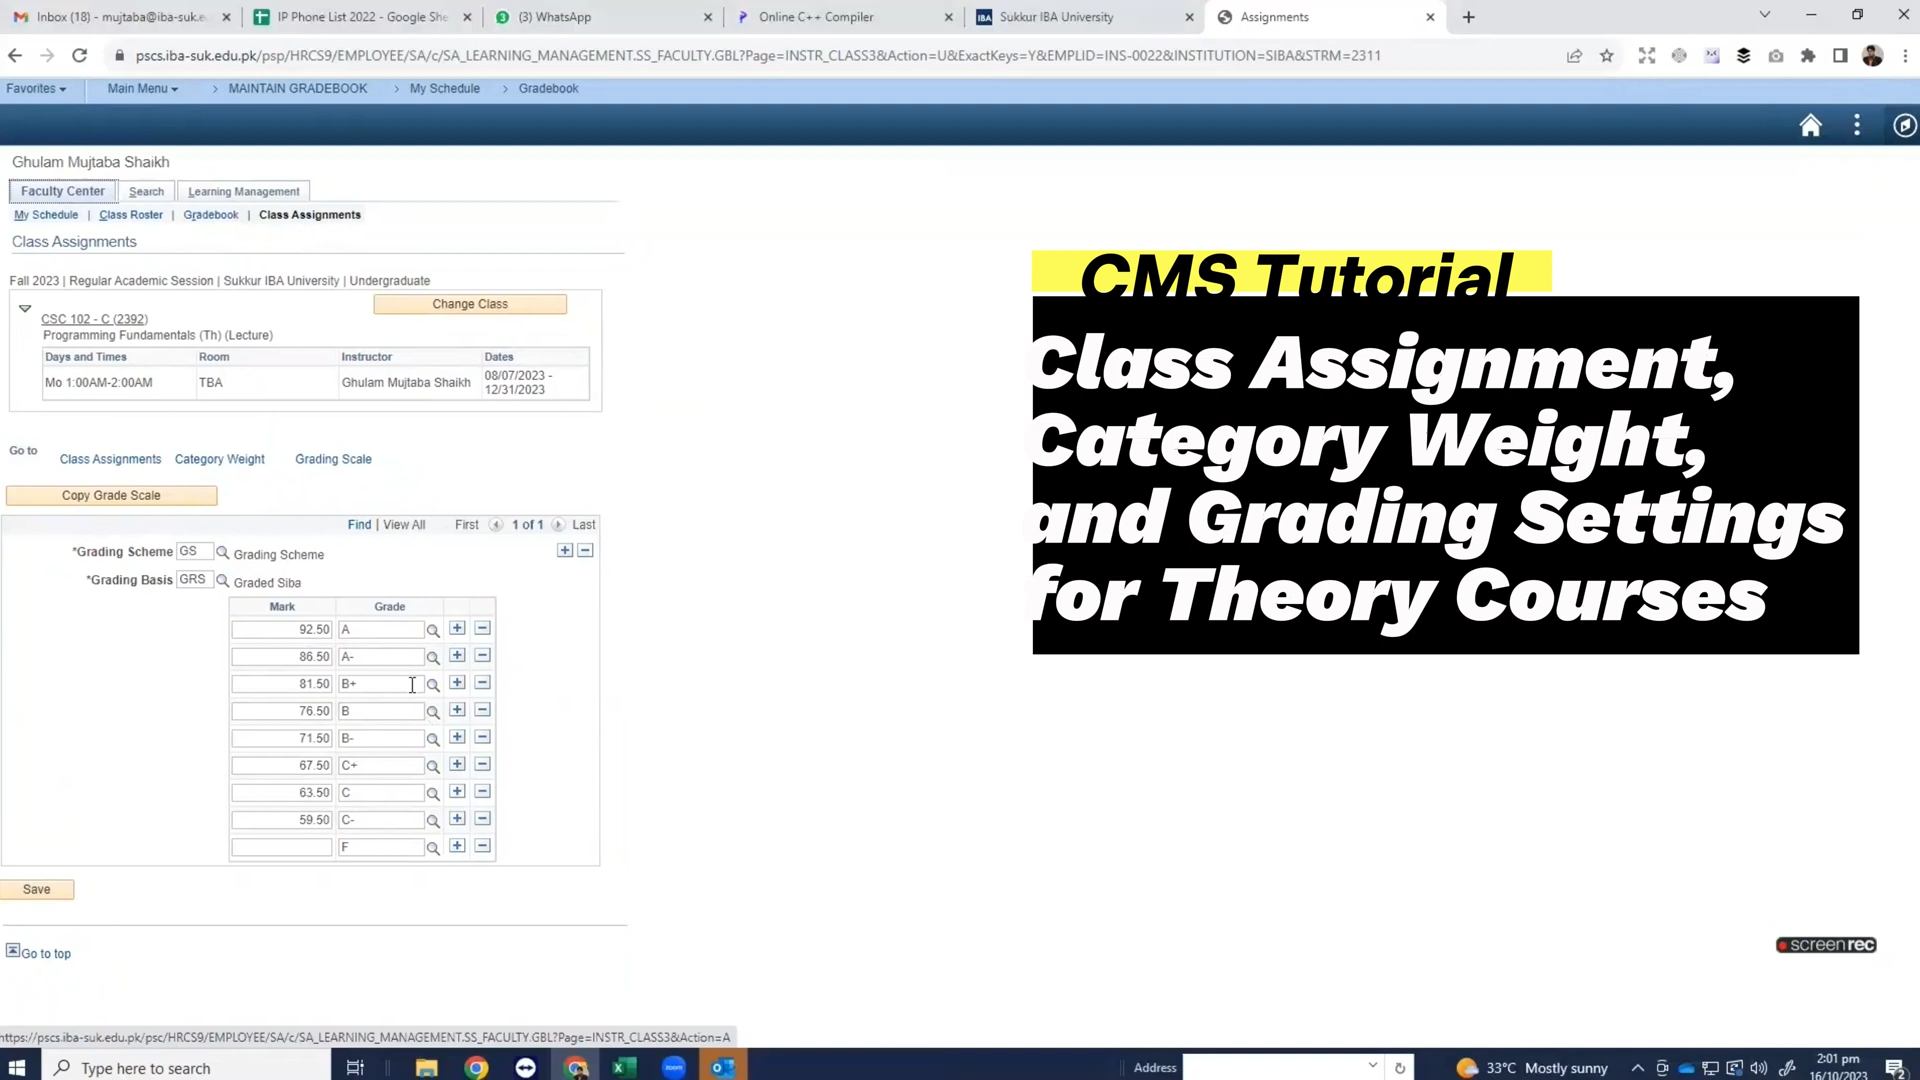 Inbox (18) - mujtaba@iba-suk.e
IP Phone List 2022 - Google She
(3) WhatsApp
Online C++ Compiler
IBA
Sukkur IBA University
Assignments
pscs.iba-suk.edu.pk/psp/HRCS9/EMPLOYEE/SA/c/SA_LEARNING_MANAGEMENT.SS_FACULTY.GBL?Page=INSTR_CLASS3&Action=U&ExactKeys=Y&EMPLID=INS-0022&INSTITUTION=SIBA&STRM=2311
Favorites Main Menu > MAINTAIN GRADEBOOK > My Schedule > Gradebook
Ghulam Mujtaba Shaikh
Faculty Center Search Learning Management
My Schedule | Class Roster | Gradebook | Class Assignments
Class Assignments
Fall 2023 | Regular Academic Session | Sukkur IBA University | Undergraduate
Change Class
CSC 102 - C (2392)
Programming Fundamentals (Th) (Lecture)
Days and Times Room Instructor Dates
Mo 1:00AM-2:00AM TBA Ghulam Mujtaba Shaikh 08/07/2023 -
12/31/2023
Go to Class Assignments Category Weight Grading Scale
Copy Grade Scale
Find | View All First 1 of 1 Last
*Grading Scheme GS Grading Scheme
*Grading Basis GRS Graded Siba
Mark Grade
92.50 A
86.50 A-
81.50 B+
76.50 B
71.50 B-
67.50 C+
63.50 C
59.50 C-
F
Save
Go to top
CMS Tutorial
Class Assignment,
Category Weight,
and Grading Settings
for Theory Courses
screenrec
https://pscs.iba-suk.edu.pk/psc/HRCS9/EMPLOYEE/SA/c/SA_LEARNING_MANAGEMENT.SS_FACULTY.GBL?Page=INSTR_CLASS3&Action=A
Type here to search
zoom
Address
33°C Mostly sunny
2:01 pm
16/10/2023
2